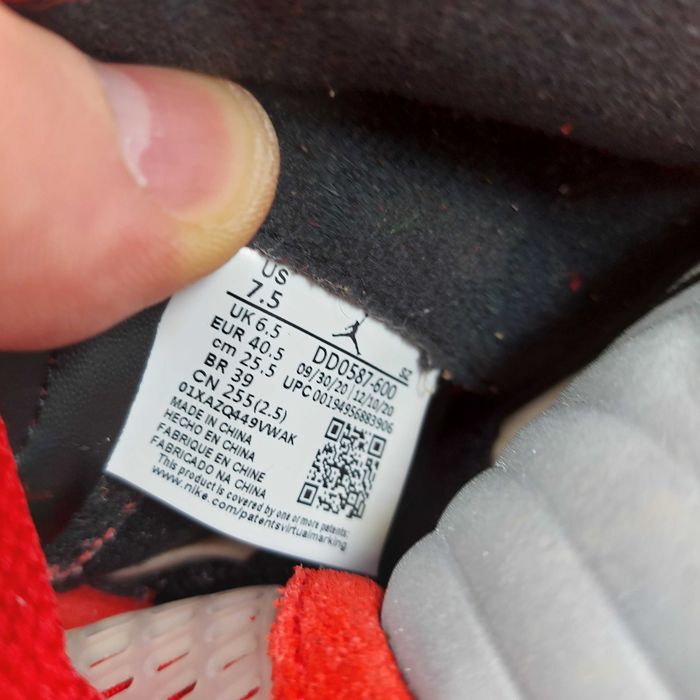 US
7.5
UK 6.5
EUR 40.5
cm 25.5
BR 39
CN 255(2.5)
01XAZQ449VWAK
SZ
DD0587-600
09/30/20 | 12/10/20
UPC 00194956883906
MADE IN CHINA
HECHO EN CHINA
FABRIQUE EN CHINE
FABRICADO NA CHINA
This product is covered by one or more patents:
www.nike.com/patentsvirtualmarking